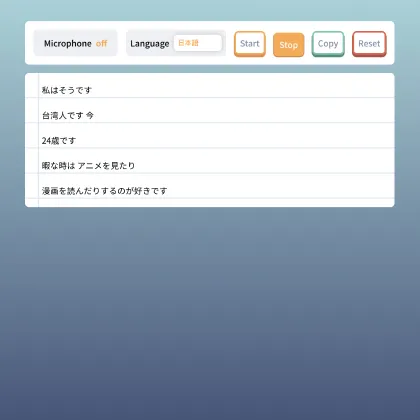 Microphone off Language 日本語 Start Stop Copy Reset
私はそうです
台湾人です 今
24歳です
暇な時は アニメを見たり
漫画を読んだりするのが好きです